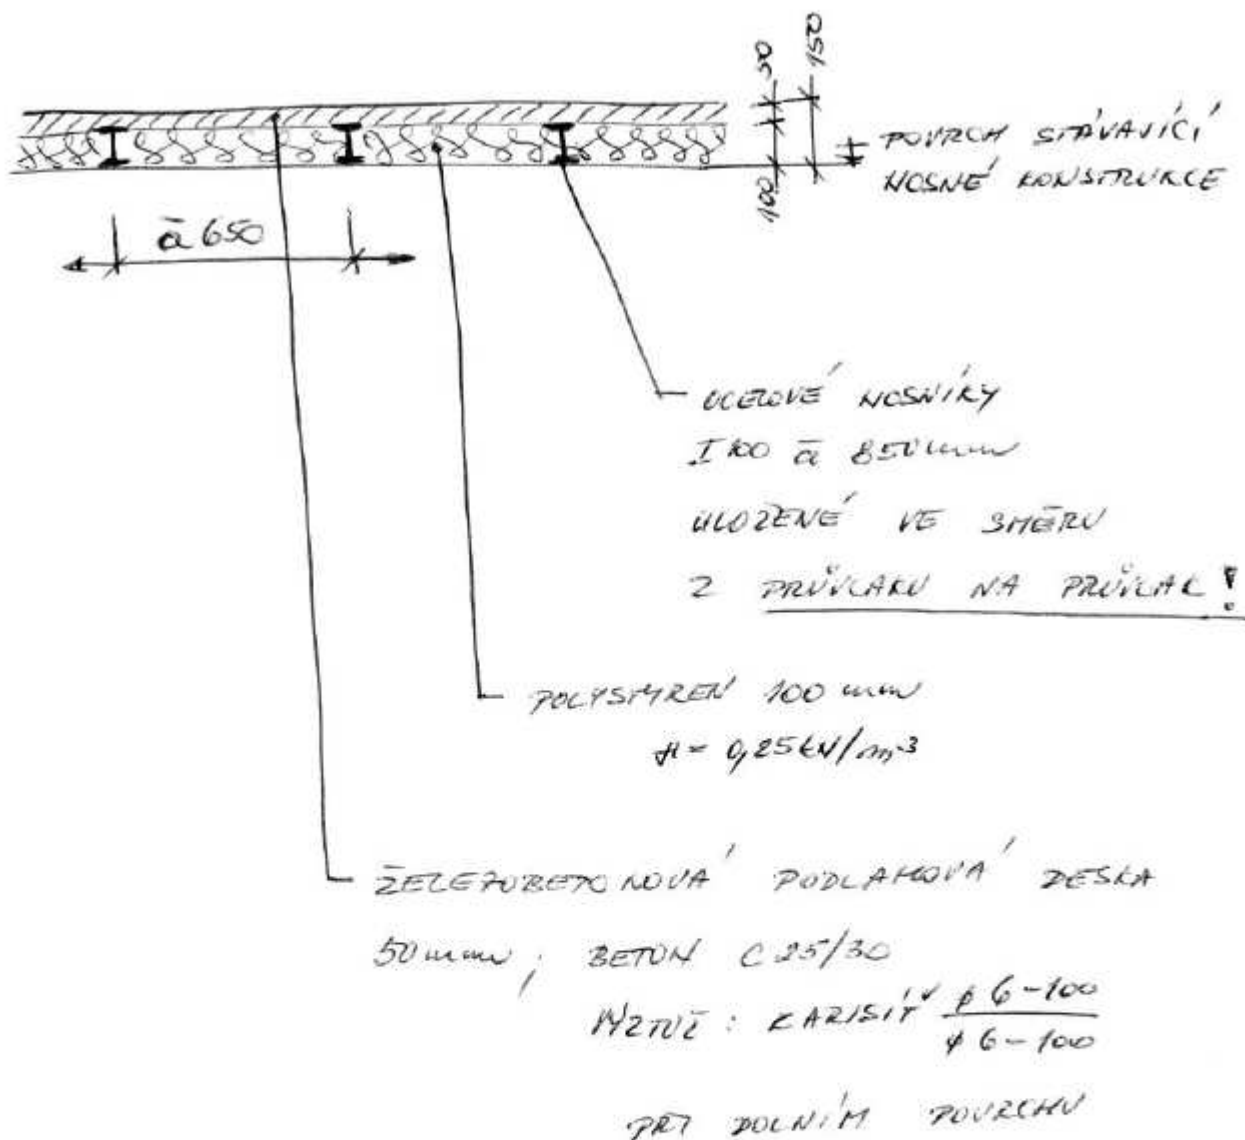 50
150
100
POVRCH STÁVAJÍCÍ
NOSNÉ KONSTRUKCE
ā 650
OCELOVÉ NOSNÍKY
I 100 ā 850 mm
ULOŽENÉ VE SMĚRU
Z PRŮVLAKU NA PRŮVLAK!
POLYSTYREN 100 mm
= 0,25 kN/m³
ŽELEZOBETONOVÁ PODLAHOVÁ DESKA
50 mm; BETON C 25/30
VÝZTUŽ: KARISÍŤ ϕ 6-100
ϕ 6-100
PŘI DOLNÍM POVRCHU